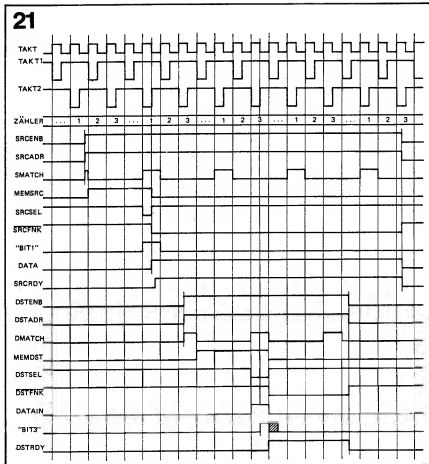 21
TAKT
TAKT1
TAKT2
ZÄHLER ... 1 2 3 ... 1 2 3 ... 1 2 3 ... 1 2 3 ... 1 2 3
SRCENB
SRCADR
SMATCH
MEMSRC
SRCSEL
SRCFNK
"BIT1"
DATA
SRCRDY
DSTENB
DSTADR
DMATCH
MEMDST
DSTSEL
DSTFNK
DATAIN
"BIT3"
DSTRDY